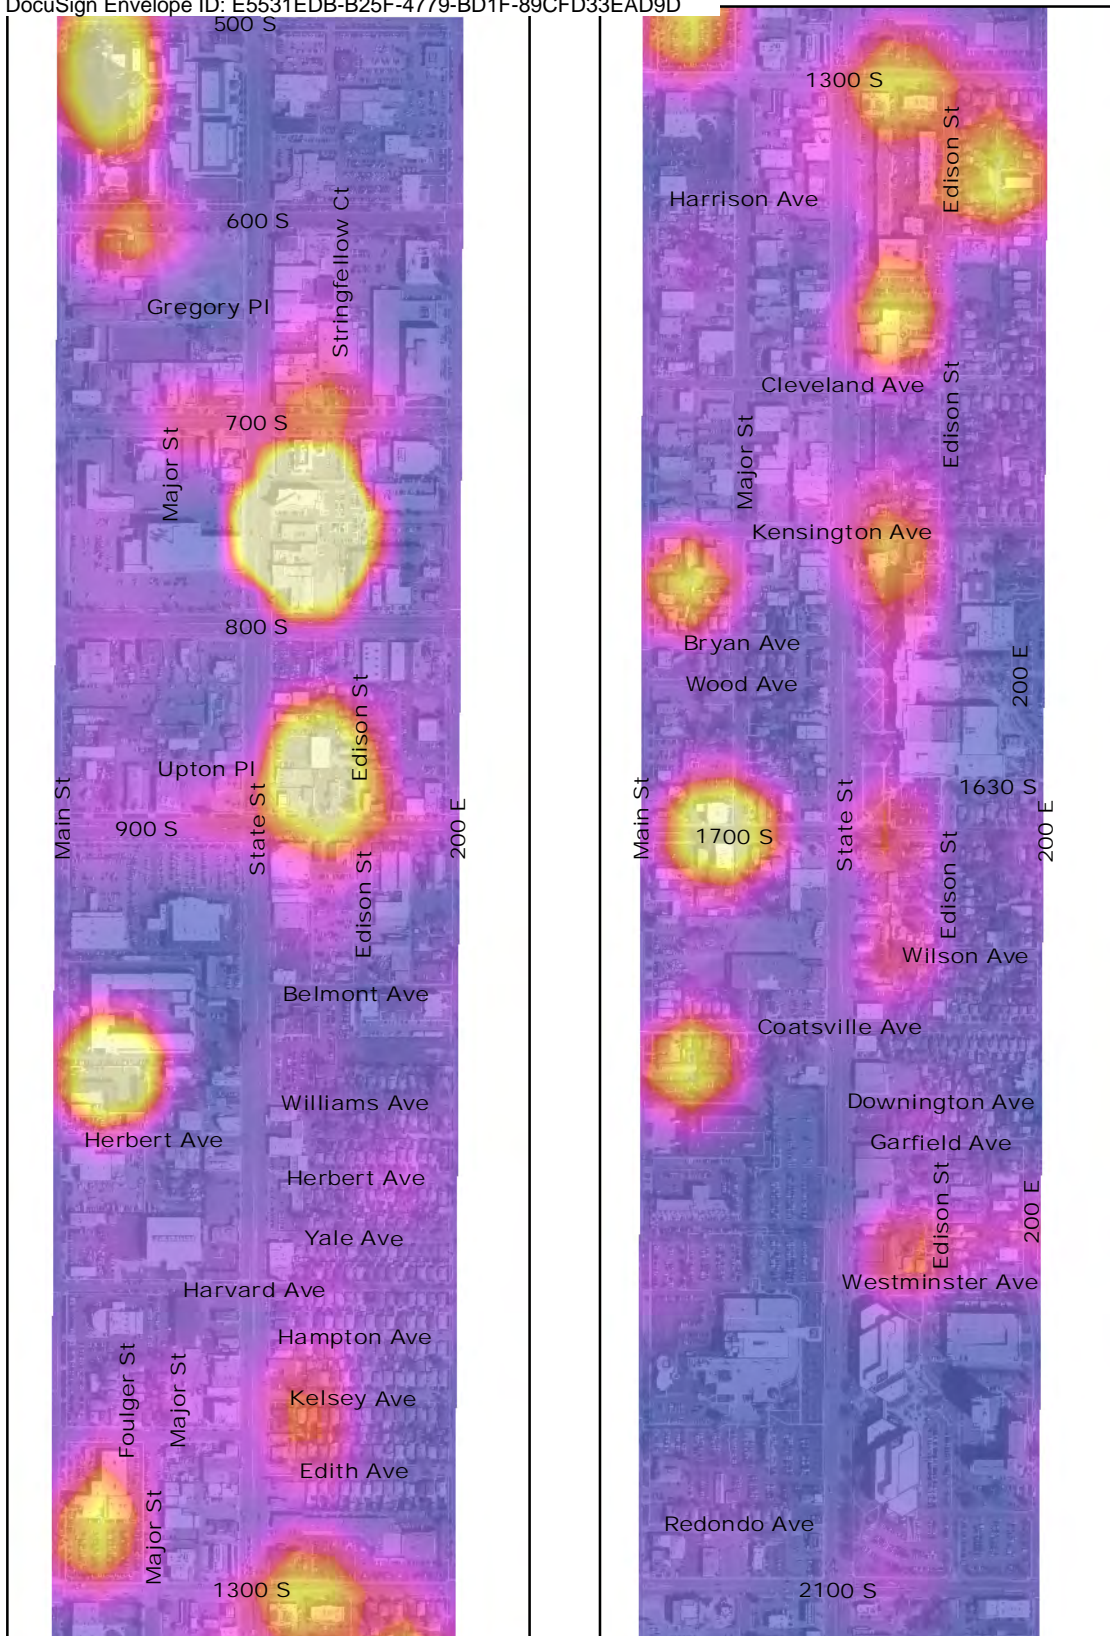 DocuSign Envelope ID: E5531EDB-B25F-4779-BD1F-89CFD33EAD9D
500 S
600 S
Stringfellow Ct
Gregory Pl
700 S
Major St
800 S
Edison St
Upton Pl
Main St
State St
900 S
200 E
Edison St
Belmont Ave
Williams Ave
Herbert Ave
Herbert Ave
Yale Ave
Harvard Ave
Hampton Ave
Foulger St
Major St
Kelsey Ave
Edith Ave
Major St
1300 S
1300 S
Edison St
Harrison Ave
Cleveland Ave
Edison St
Major St
Kensington Ave
Bryan Ave
200 E
Wood Ave
1630 S
Main St
1700 S
State St
200 E
Edison St
Wilson Ave
Coatsville Ave
Downington Ave
Garfield Ave
Edison St
200 E
Westminster Ave
Redondo Ave
2100 S